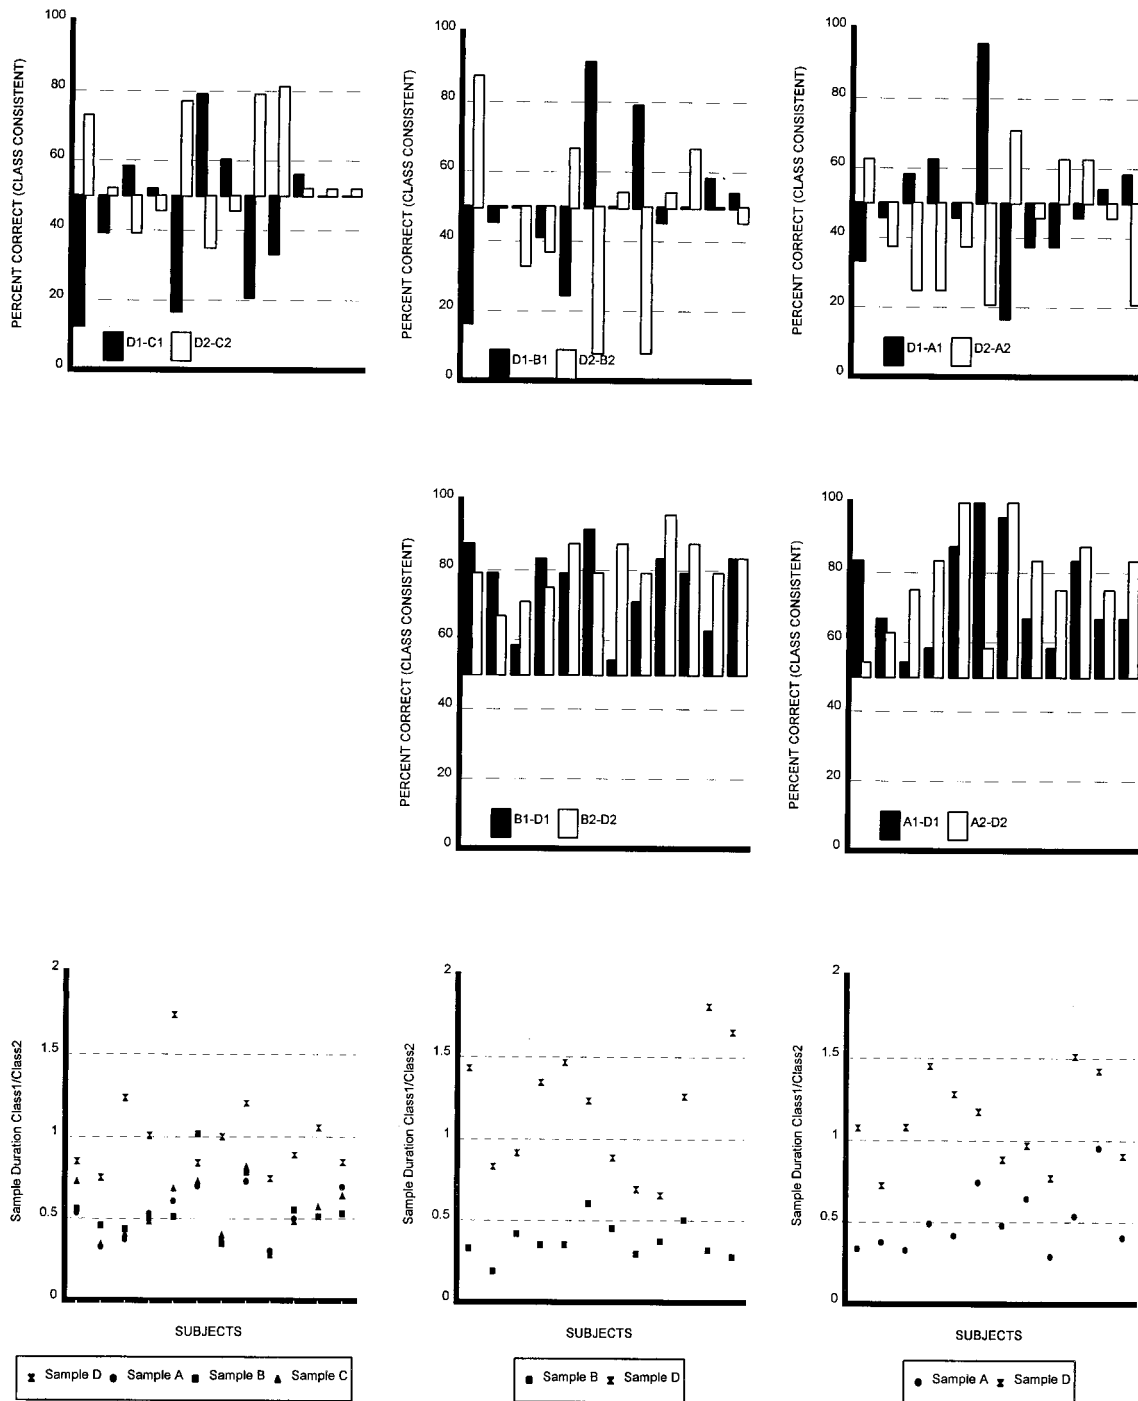 PERCENT CORRECT (CLASS CONSISTENT)
100
80
60
40
20
0
D1-C1 D2-C2
PERCENT CORRECT (CLASS CONSISTENT)
100
80
60
40
20
0
D1-B1 D2-B2
PERCENT CORRECT (CLASS CONSISTENT)
100
80
60
40
20
0
D1-A1 D2-A2
PERCENT CORRECT (CLASS CONSISTENT)
100
80
60
40
20
0
B1-D1 B2-D2
PERCENT CORRECT (CLASS CONSISTENT)
100
80
60
40
20
0
A1-D1 A2-D2
Sample Duration Class1/Class2
2
1.5
1
0.5
0
SUBJECTS
Sample D Sample A Sample B Sample C
Sample Duration Class1/Class2
2
1.5
1
0.5
0
SUBJECTS
Sample B Sample D
Sample Duration Class1/Class2
2
1.5
1
0.5
0
SUBJECTS
Sample A Sample D